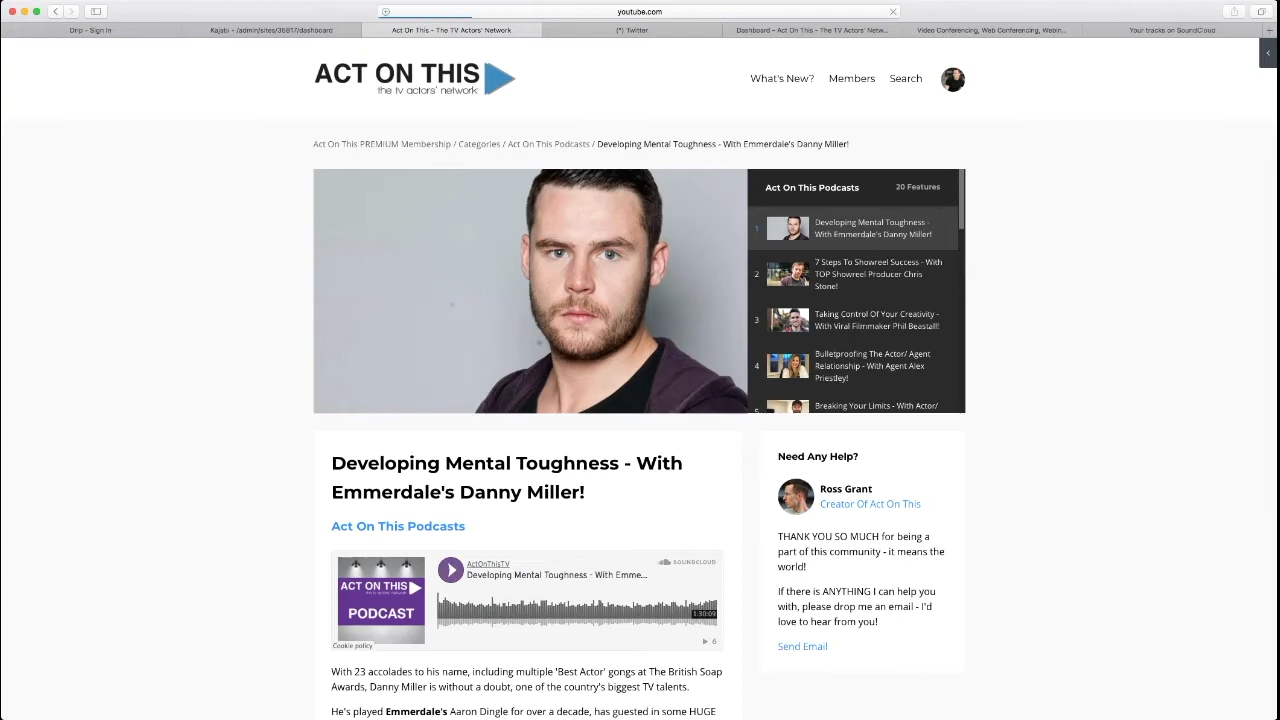 youtube.com
Drip - Sign In
Kajabi - /admin/sites/35817/dashboard
Act On This - The TV Actors' Network
(*) Twitter
Dashboard – Act On This - The TV Actors' Netw...
Video Conferencing, Web Conferencing, Webin...
Your tracks on SoundCloud
ACT ON THIS
the tv actors' network
What's New?
Members
Search
Act On This PREMIUM Membership / Categories / Act On This Podcasts / Developing Mental Toughness - With Emmerdale's Danny Miller!
Act On This Podcasts
20 Features
1
Developing Mental Toughness -
With Emmerdale's Danny Miller!
2
7 Steps To Showreel Success - With
TOP Showreel Producer Chris
Stone!
3
Taking Control Of Your Creativity -
With Viral Filmmaker Phil Beastall!
4
Bulletproofing The Actor/ Agent
Relationship - With Agent Alex
Priestley!
5
Breaking Your Limits - With Actor/
Developing Mental Toughness - With
Emmerdale's Danny Miller!
Act On This Podcasts
ACT ON THIS
the tv actors' network
PODCAST
Cookie policy
ActOnThisTV
Developing Mental Toughness - With Emme...
SOUNDCLOUD
1:30:09
6
With 23 accolades to his name, including multiple 'Best Actor' gongs at The British Soap
Awards, Danny Miller is without a doubt, one of the country's biggest TV talents.
He's played Emmerdale's Aaron Dingle for over a decade, has guested in some HUGE
Need Any Help?
Ross Grant
Creator Of Act On This
THANK YOU SO MUCH for being a
part of this community - it means the
world!
If there is ANYTHING I can help you
with, please drop me an email - I'd
love to hear from you!
Send Email